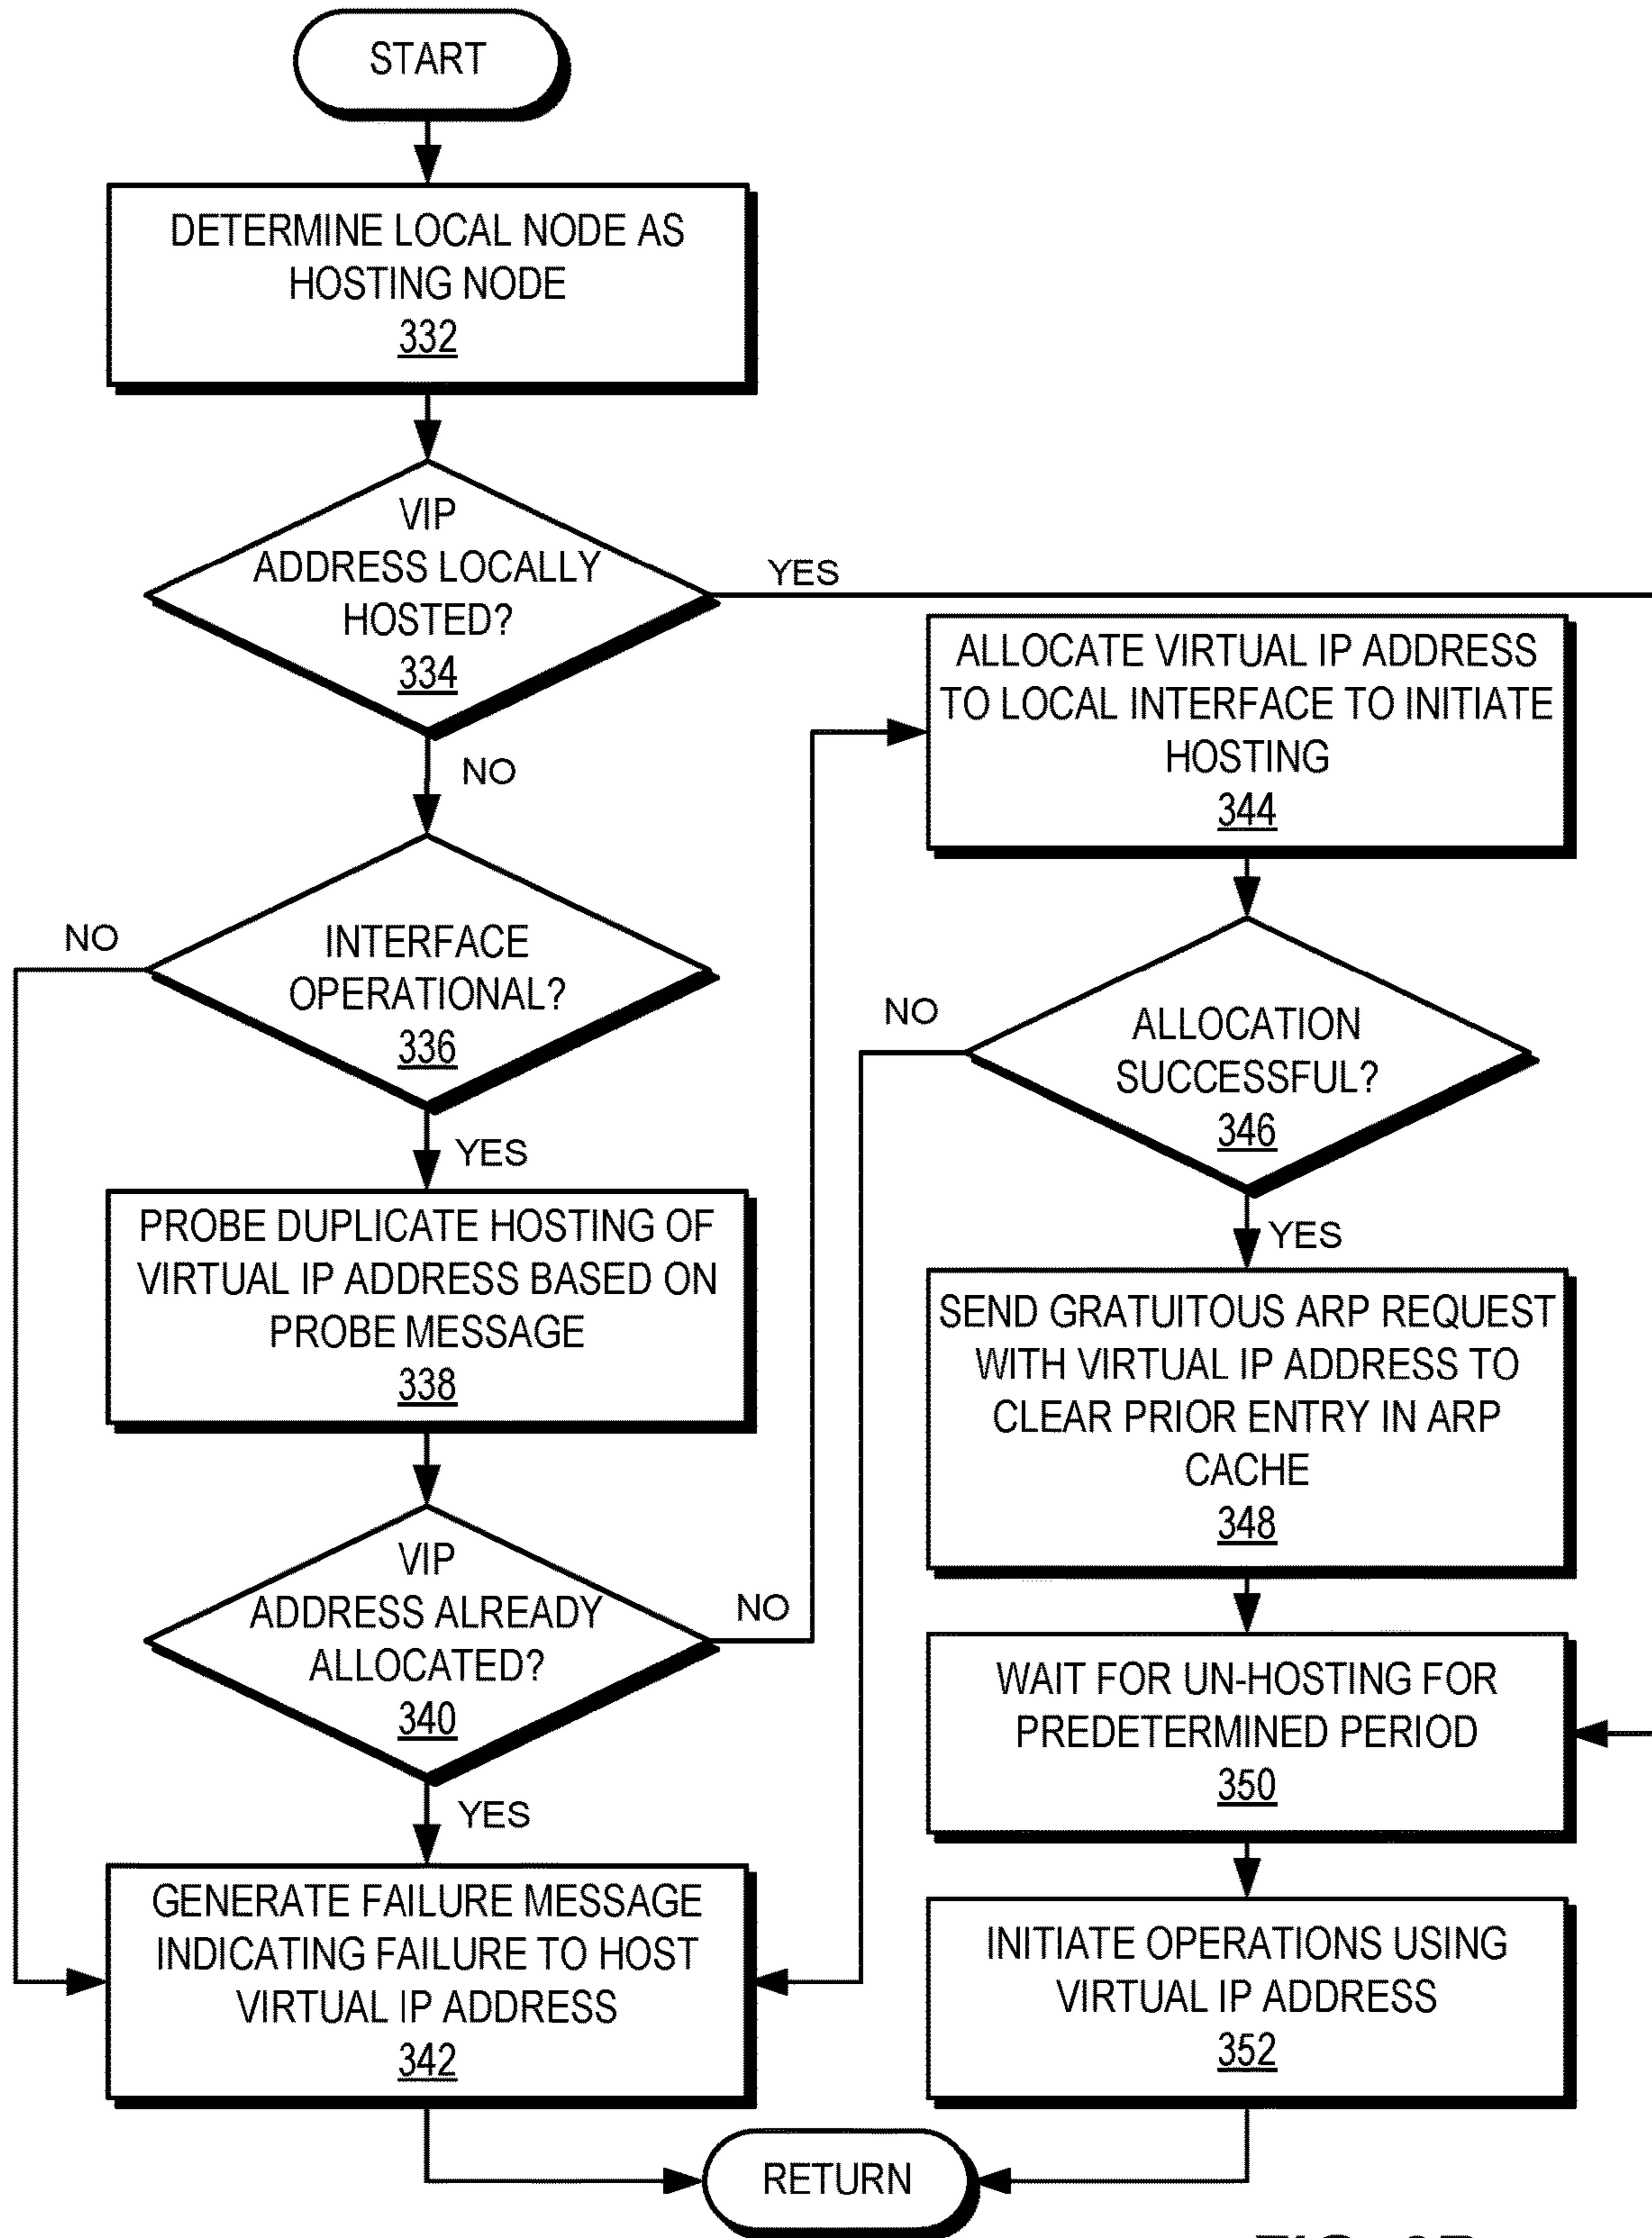 START
DETERMINE LOCAL NODE AS
HOSTING NODE
332
VIP
ADDRESS LOCALLY
HOSTED?
334
YES
NO
INTERFACE
OPERATIONAL?
336
NO
YES
PROBE DUPLICATE HOSTING OF
VIRTUAL IP ADDRESS BASED ON
PROBE MESSAGE
338
VIP
ADDRESS ALREADY
ALLOCATED?
340
NO
YES
GENERATE FAILURE MESSAGE
INDICATING FAILURE TO HOST
VIRTUAL IP ADDRESS
342
ALLOCATE VIRTUAL IP ADDRESS
TO LOCAL INTERFACE TO INITIATE
HOSTING
344
ALLOCATION
SUCCESSFUL?
346
NO
YES
SEND GRATUITOUS ARP REQUEST
WITH VIRTUAL IP ADDRESS TO
CLEAR PRIOR ENTRY IN ARP
CACHE
348
WAIT FOR UN-HOSTING FOR
PREDETERMINED PERIOD
350
INITIATE OPERATIONS USING
VIRTUAL IP ADDRESS
352
RETURN